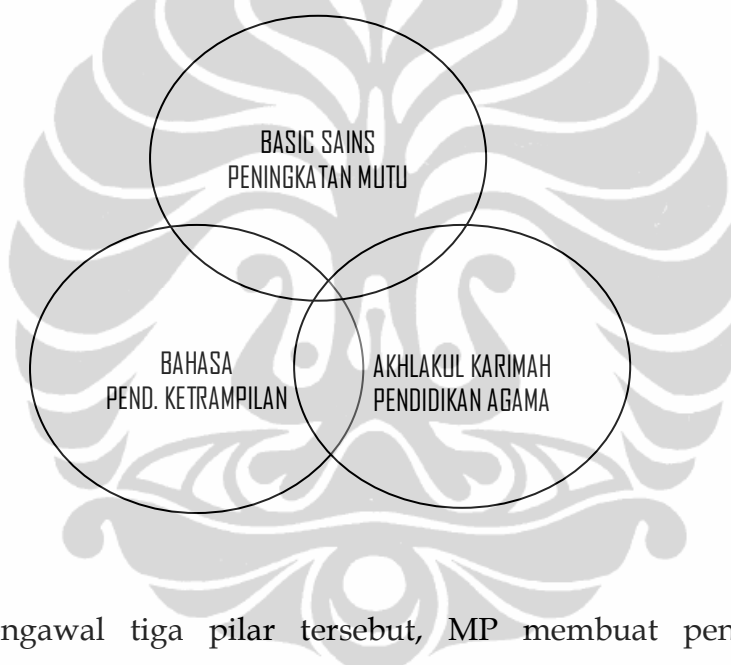 BASIC SAINS
PENINGKATAN MUTU
BAHASA
PEND. KETRAMPILAN
AKHLAKUL KARIMAH
PENDIDIKAN AGAMA
ngawal tiga pilar tersebut, MP membuat pen